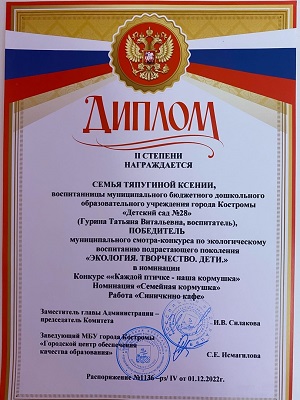 ДИПЛОМ
II СТЕПЕНИ
НАГРАЖДАЕТСЯ
СЕМЬЯ ТЯПУГИНОЙ КСЕНИИ,
воспитанницы муниципального бюджетного дошкольного
образовательного учреждения города Костромы
«Детский сад №28»
(Гурина Татьяна Витальевна, воспитатель),
ПОБЕДИТЕЛЬ
муниципального смотра-конкурса по экологическому
воспитанию подрастающего поколения
«ЭКОЛОГИЯ. ТВОРЧЕСТВО. ДЕТИ.»
в номинации
Конкурс ««Каждой птичке - наша кормушка»
Номинация «Семейная кормушка»
Работа «Синичкино кафе»
Заместитель главы Администрации –
председатель Комитета
И.В. Силакова
Заведующий МБУ города Костромы
«Городской центр обеспечения
качества образования»
С.Е. Исмагилова
Распоряжение №1136 –рз/ IV от 01.12.2022г.